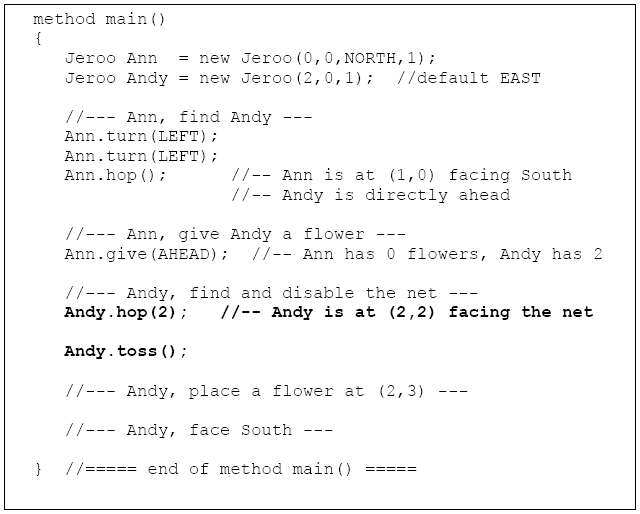 method main()
{
Jeroo Ann = new Jeroo(0,0,NORTH,1);
Jeroo Andy = new Jeroo(2,0,1); //default EAST
//--- Ann, find Andy ---
Ann.turn(LEFT);
Ann.turn(LEFT);
Ann.hop(); //-- Ann is at (1,0) facing South
//-- Andy is directly ahead
//--- Ann, give Andy a flower ---
Ann.give(AHEAD); //-- Ann has 0 flowers, Andy has 2
//--- Andy, find and disable the net ---
Andy.hop(2); //-- Andy is at (2,2) facing the net
Andy.toss();
//--- Andy, place a flower at (2,3) ---
//--- Andy, face South ---
} //===== end of method main() =====